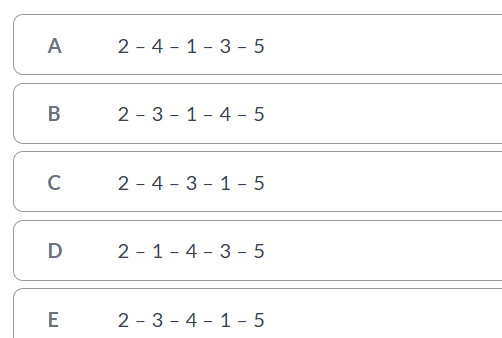 A 2 – 4 – 1 – 3 – 5
B 2 – 3 – 1 – 4 – 5
C 2 – 4 – 3 – 1 – 5
D 2 – 1 – 4 – 3 – 5
E 2 – 3 – 4 – 1 – 5